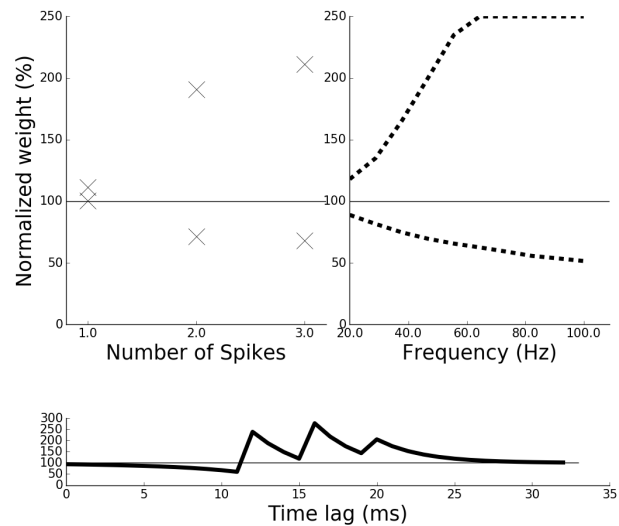 250
200
150
100
50
0
Normalized weight (%)
1.0 2.0 3.0
Number of Spikes
250
200
150
100
50
0
20.0 40.0 60.0 80.0 100.0
Frequency (Hz)
300
250
200
150
100
50
0
0 5 10 15 20 25 30 35
Time lag (ms)